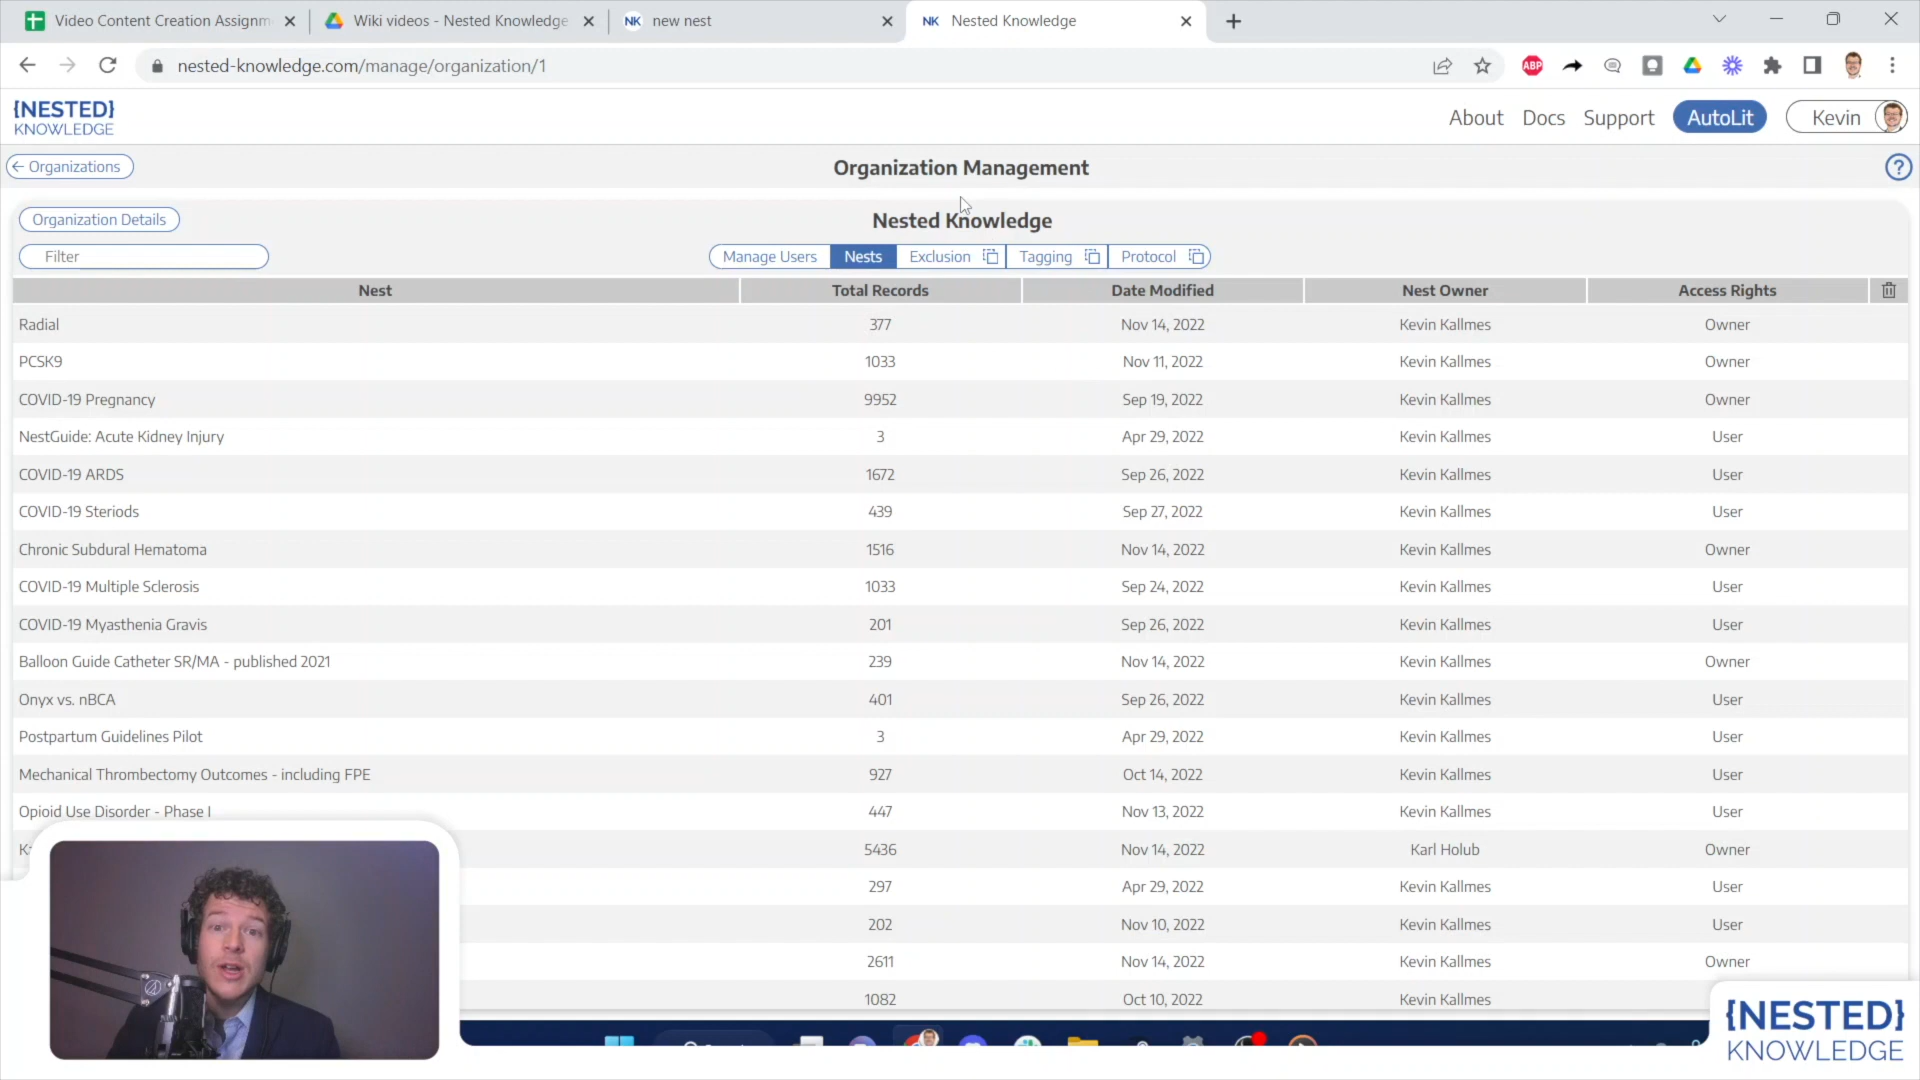 Video Content Creation Assignm
Wiki videos - Nested Knowledge
NK new nest
NK Nested Knowledge
nested-knowledge.com/manage/organization/1
ABP
{NESTED}
KNOWLEDGE
About Docs Support AutoLit Kevin
← Organizations
Organization Management
?
Organization Details
Nested Knowledge
Filter
Manage Users Nests Exclusion Tagging Protocol
Nest Total Records Date Modified Nest Owner Access Rights
Radial 377 Nov 14, 2022 Kevin Kallmes Owner
PCSK9 1033 Nov 11, 2022 Kevin Kallmes Owner
COVID-19 Pregnancy 9952 Sep 19, 2022 Kevin Kallmes Owner
NestGuide: Acute Kidney Injury 3 Apr 29, 2022 Kevin Kallmes User
COVID-19 ARDS 1672 Sep 26, 2022 Kevin Kallmes User
COVID-19 Steriods 439 Sep 27, 2022 Kevin Kallmes User
Chronic Subdural Hematoma 1516 Nov 14, 2022 Kevin Kallmes Owner
COVID-19 Multiple Sclerosis 1033 Sep 24, 2022 Kevin Kallmes User
COVID-19 Myasthenia Gravis 201 Sep 26, 2022 Kevin Kallmes User
Balloon Guide Catheter SR/MA - published 2021 239 Nov 14, 2022 Kevin Kallmes Owner
Onyx vs. nBCA 401 Sep 26, 2022 Kevin Kallmes User
Postpartum Guidelines Pilot 3 Apr 29, 2022 Kevin Kallmes User
Mechanical Thrombectomy Outcomes - including FPE 927 Oct 14, 2022 Kevin Kallmes User
Opioid Use Disorder - Phase I 447 Nov 13, 2022 Kevin Kallmes User
5436 Nov 14, 2022 Karl Holub Owner
297 Apr 29, 2022 Kevin Kallmes User
202 Nov 10, 2022 Kevin Kallmes User
2611 Nov 14, 2022 Kevin Kallmes Owner
1082 Oct 10, 2022 Kevin Kallmes
{NESTED}
KNOWLEDGE